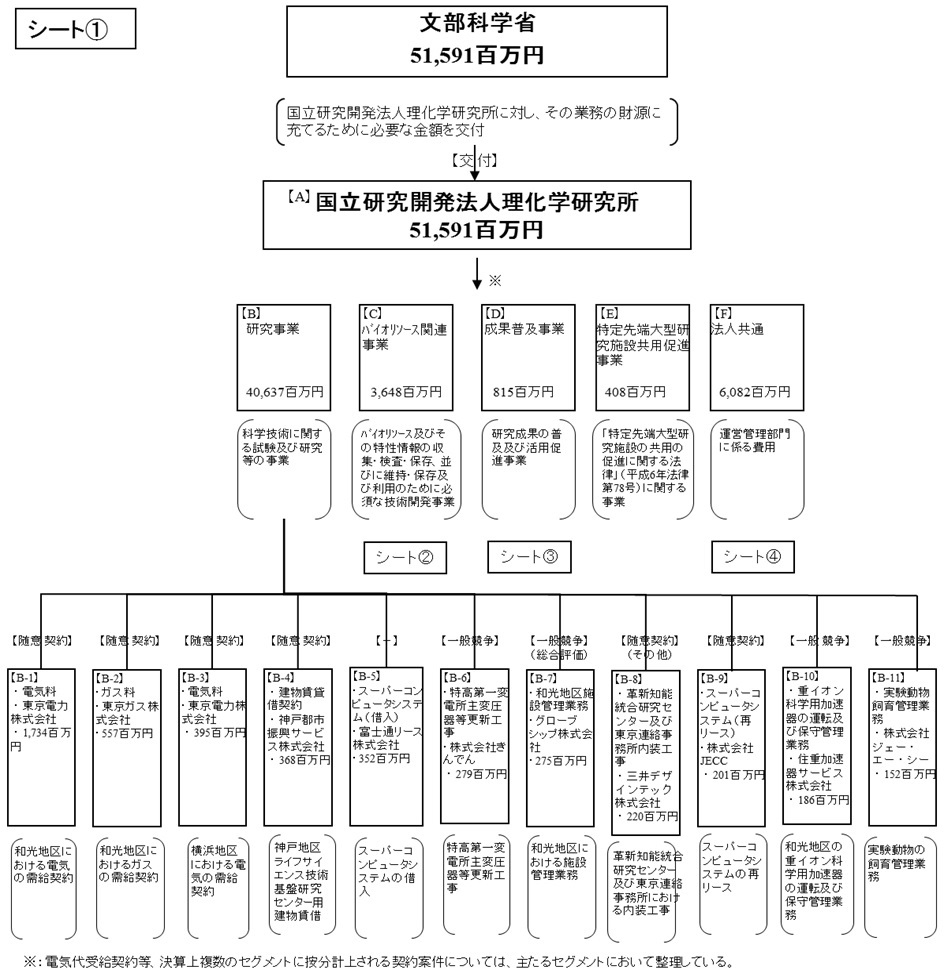 シート①
文部科学省
51,591百万円
国立研究開発法人理化学研究所に対し、その業務の財源に
充てるために必要な金額を交付
【交付】
【A】国立研究開発法人理化学研究所
51,591百万円
※
【B】
研究事業
40,637百万円
【C】
バイオリソース関連
事業
3,648百万円
【D】
成果普及事業
815百万円
【E】
特定先端大型研
究施設共用促進
事業
408百万円
【F】
法人共通
6,082百万円
科学技術に関す
る試験及び研究
等の事業
バイオリソース及びそ
の特性情報の収
集・検査・保存、並
びに維持・保存及
び利用のために必
須な技術開発事業
研究成果の普
及及び活用促
進事業
「特定先端大型研
究施設の共用の
促進に関する法
律」(平成6年法律
第78号)に関する
事業
運営管理部門
に係る費用
シート②
シート③
シート④
【随意契約】
【B-1】
・電気料
・東京電力
株式会社
・1,734百万
円
和光地区に
おける電気
の需給契約
【随意契約】
【B-2】
・ガス料
・東京ガス株
式会社
・557百万円
和光地区に
おけるガス
の需給契約
【随意契約】
【B-3】
・電気料
・東京電力株
式会社
・395百万円
横浜地区
における電
気の需給
契約
【随意契約】
【B-4】
・建物賃貸
借契約
・神戸都市
振興サービ
ス株式会社
・368百万円
神戸地区
ライフサイ
エンス技術
基盤研究
センター用
建物賃借
【-】
【B-5】
・スーパーコン
ピュータシステ
ム(借入)
・富士通リース
株式会社
・352百万円
スーパーコ
ンピュータシ
ステムの借
入
【一般競争】
【B-6】
・特高第一変
電所主変圧
器等更新工
事
・株式会社きん
でん
・279百万円
特高第一変
電所主変圧
器等更新工
事
【一般競争】
(総合評価)
【B-7】
・和光地区施
設管理業務
・グローブ
シップ株式会
社
・275百万円
和光地区に
おける施設
管理業務
【随意契約】
(その他)
【B-8】
・革新知能
統合研究セ
ンター及び
東京連絡事
務所内装工
事
・三井デザ
インテック
株式会社
・220百万円
革新知能統合
研究センター
及び東京連絡
事務所におけ
る内装工事
【随意契約】
【B-9】
・スーパーコ
ンピュータシ
ステム(再
リース)
・株式会社
JECC
・201百万円
スーパーコ
ンピュータシ
ステムの再
リース
【一般競争】
【B-10】
・重イオン
科学用加速
器の運転及
び保守管理
業務
・住重加速
器サービス
株式会社
・186百万円
和光地区の
重イオン科
学用加速器
の運転及び
保守管理業
務
【一般競争】
【B-11】
・実験動物
飼育管理業
務
・株式会社
ジェー・
エー・シー
・152百万円
実験動物の
飼育管理業
務
※:電気代受給契約等、決算上複数のセグメントに按分計上される契約案件については、主たるセグメントにおいて整理している。